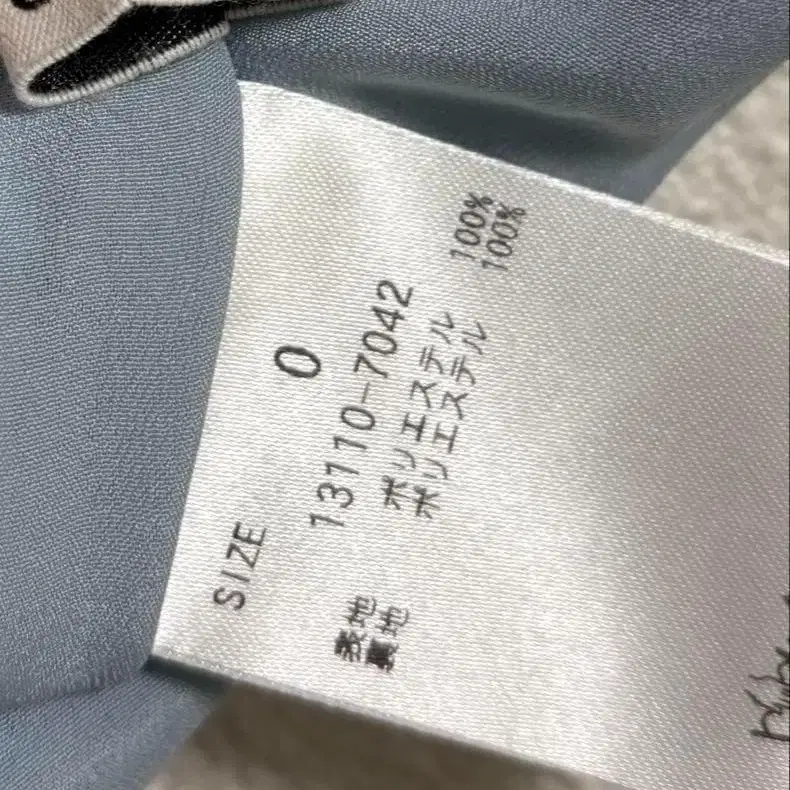 SIZE 0
13110-7042
表地 ポリエステル 100%
裏地 ポリエステル 100%